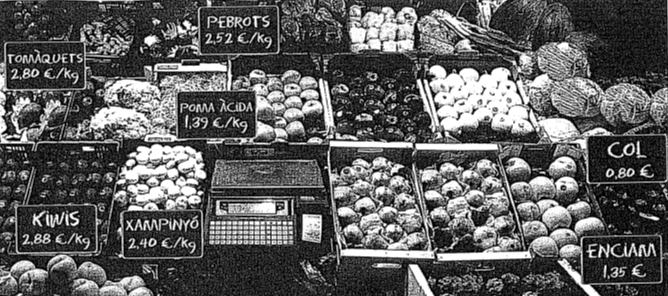 PEBROTS
2,52 €/Kg
TOMÀQUETS
2,80 €/Kg
POMA ÀCIDA
1,39 €/Kg
COL
0,80 €
KIWIS
2,88 €/Kg
XAMPINYÓ
2,40 €/Kg
ENCIAM
1,35 €